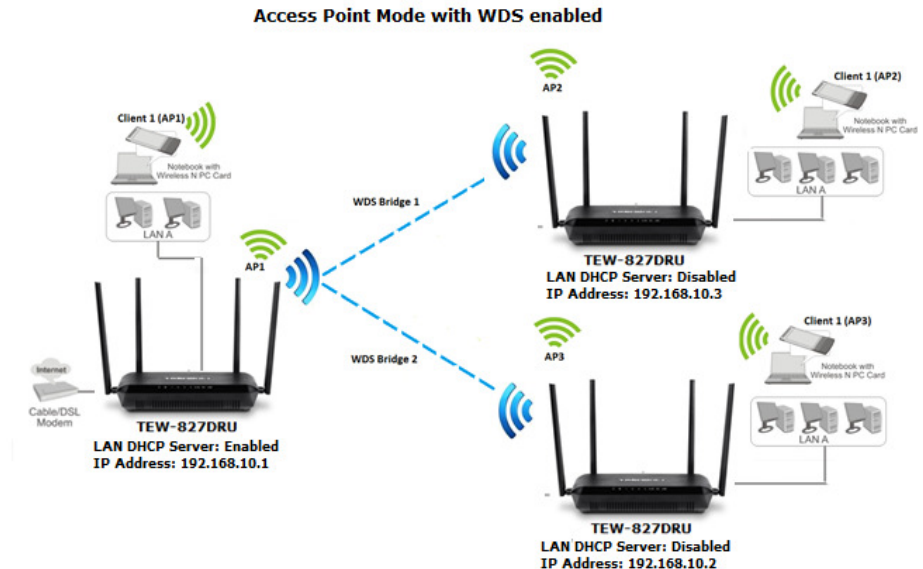 Access Point Mode with WDS enabled
Client 1 (AP1)
Notebook with
Wireless N PC Card
LAN A
AP1
Internet
Cable/DSL
Modem
TEW-827DRU
LAN DHCP Server: Enabled
IP Address: 192.168.10.1
WDS Bridge 1
WDS Bridge 2
AP2
Client 1 (AP2)
Notebook with
Wireless N PC Card
LAN A
TEW-827DRU
LAN DHCP Server: Disabled
IP Address: 192.168.10.3
AP3
Client 1 (AP3)
Notebook with
Wireless N PC Card
LAN A
TEW-827DRU
LAN DHCP Server: Disabled
IP Address: 192.168.10.2